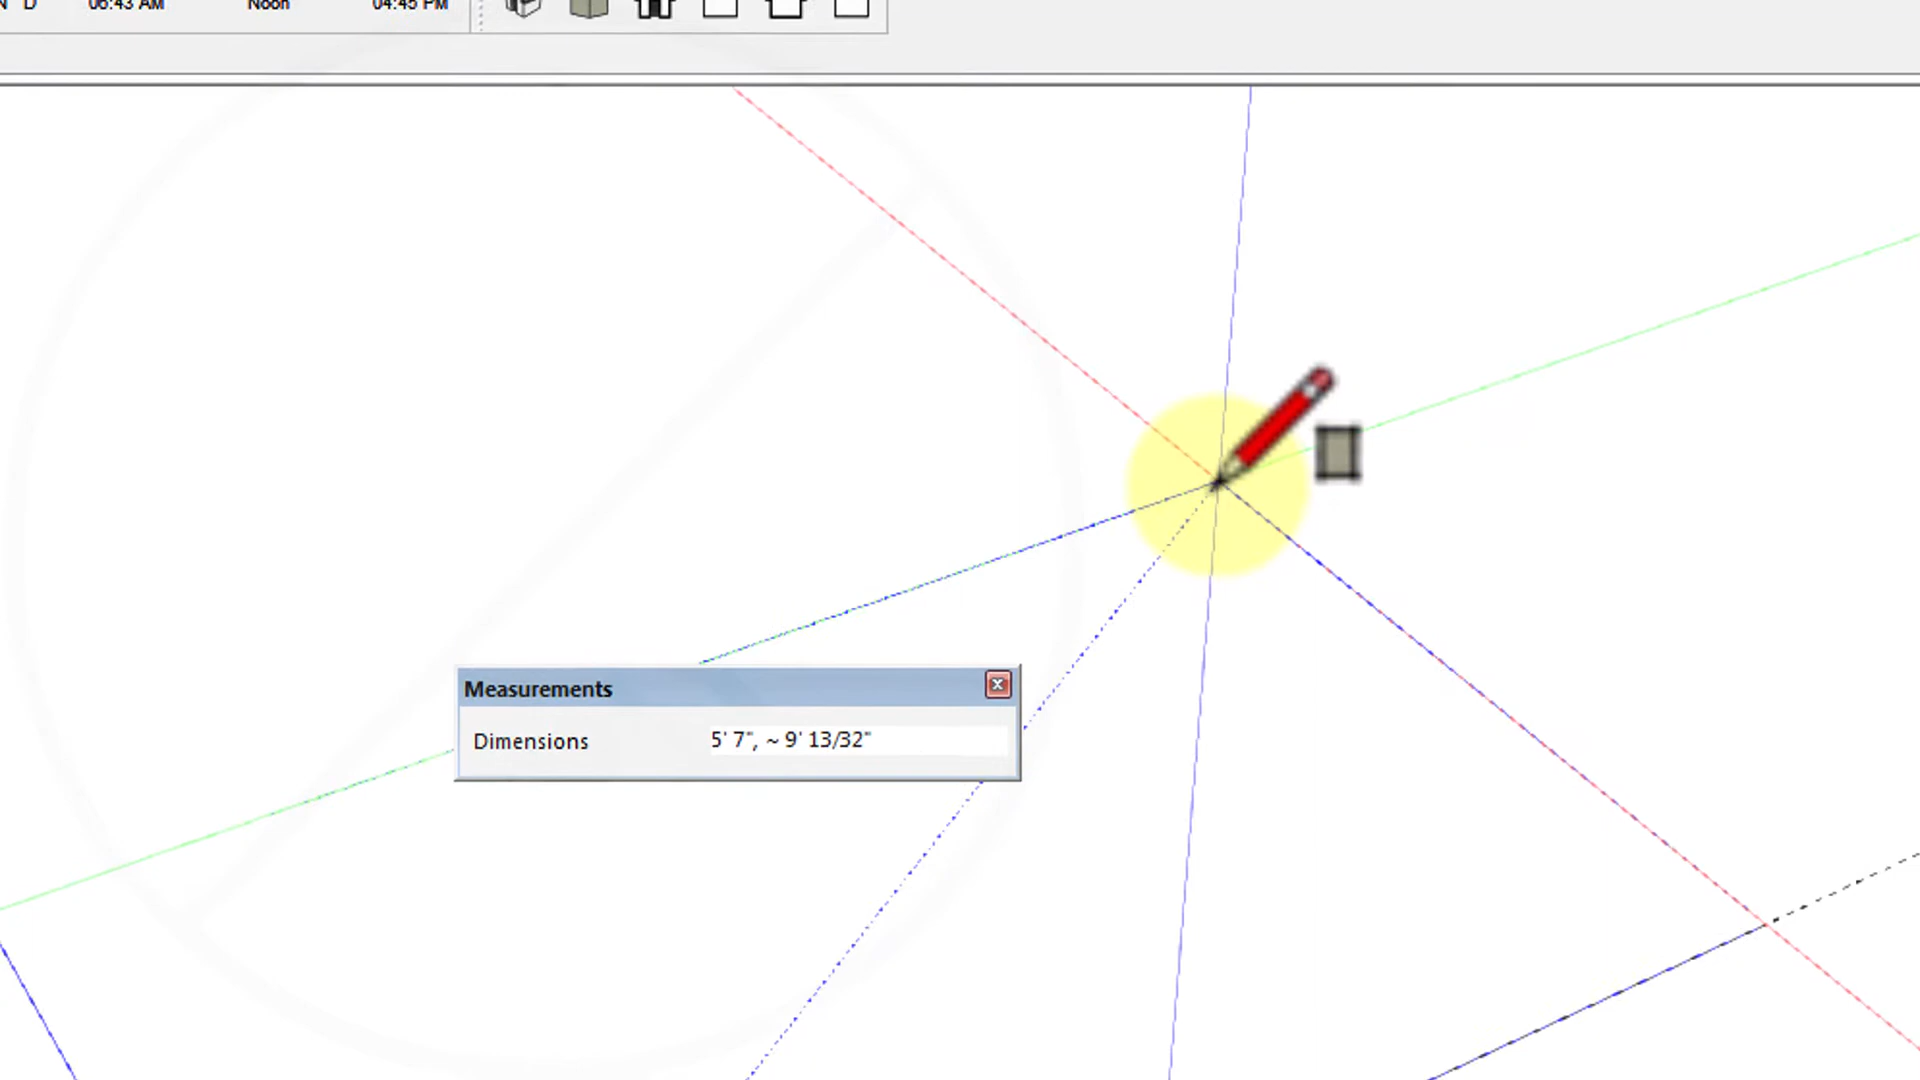 N D 06:43 AM Noon 04:45 PM
Measurements
Dimensions 5' 7", ~ 9' 13/32"